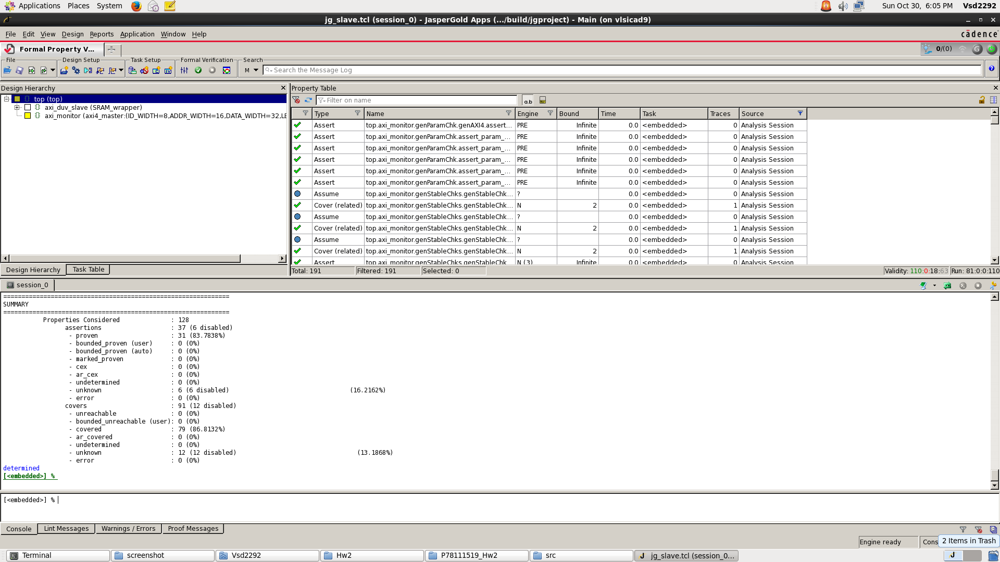 Applications Places System Sun Oct 30, 6:05 PM Vsd2292
jg_slave.tcl (session_0) - JasperGold Apps (.../build/jgproject) - Main (on vlsicad9)
File Edit View Design Reports Application Window Help cādence
Formal Property V... 0/(0)
File Design Setup Task Setup Formal Verification Search
M Search the Message Log
Design Hierarchy
top (top)
axi_duv_slave (SRAM_wrapper)
axi_monitor (axi4_master:(ID_WIDTH=8,ADDR_WIDTH=16,DATA_WIDTH=32,LE
Design Hierarchy Task Table
Property Table
Filter on name a.b
Type Name Engine Bound Time Task Traces Source
Assert top.axi_monitor.genParamChk.genAXI4.assert... PRE Infinite 0.0 <embedded> 0 Analysis Session
Assert top.axi_monitor.genParamChk.assert_param_... PRE Infinite 0.0 <embedded> 0 Analysis Session
Assert top.axi_monitor.genParamChk.assert_param_... PRE Infinite 0.0 <embedded> 0 Analysis Session
Assert top.axi_monitor.genParamChk.assert_param_... PRE Infinite 0.0 <embedded> 0 Analysis Session
Assert top.axi_monitor.genParamChk.assert_param_... PRE Infinite 0.0 <embedded> 0 Analysis Session
Assert top.axi_monitor.genParamChk.assert_param_... PRE Infinite 0.0 <embedded> 0 Analysis Session
Assume top.axi_monitor.genStableChks.genStableChk... ? 0.0 <embedded> 0 Analysis Session
Cover (related) top.axi_monitor.genStableChks.genStableChk... N 2 0.0 <embedded> 1 Analysis Session
Assume top.axi_monitor.genStableChks.genStableChk... ? 0.0 <embedded> 0 Analysis Session
Cover (related) top.axi_monitor.genStableChks.genStableChk... N 2 0.0 <embedded> 1 Analysis Session
Assume top.axi_monitor.genStableChks.genStableChk... ? 0.0 <embedded> 0 Analysis Session
Cover (related) top.axi_monitor.genStableChks.genStableChk... N 2 0.0 <embedded> 1 Analysis Session
Assert top.axi_monitor.genStableChks.genStableChk N (3) Infinite 0.0 <embedded> 0 Analysis Session
Total: 191 Filtered: 191 Selected: 0 Validity: 110:0:18:63 Run: 81:0:0:110
session_0
==============================================================
SUMMARY
==============================================================
Properties Considered : 128
assertions : 37 (6 disabled)
- proven : 31 (83.7838%)
- bounded_proven (user) : 0 (0%)
- bounded_proven (auto) : 0 (0%)
- marked_proven : 0 (0%)
- cex : 0 (0%)
- ar_cex : 0 (0%)
- undetermined : 0 (0%)
- unknown : 6 (6 disabled) (16.2162%)
- error : 0 (0%)
covers : 91 (12 disabled)
- unreachable : 0 (0%)
- bounded_unreachable (user): 0 (0%)
- covered : 79 (86.8132%)
- ar_covered : 0 (0%)
- undetermined : 0 (0%)
- unknown : 12 (12 disabled) (13.1868%)
- error : 0 (0%)
determined
[<embedded>] %
[<embedded>] %
Console Lint Messages Warnings / Errors Proof Messages
Engine ready Cons 2 Items in Trash
Terminal screenshot Vsd2292 Hw2 P78111519_Hw2 src jg_slave.tcl (session_0...